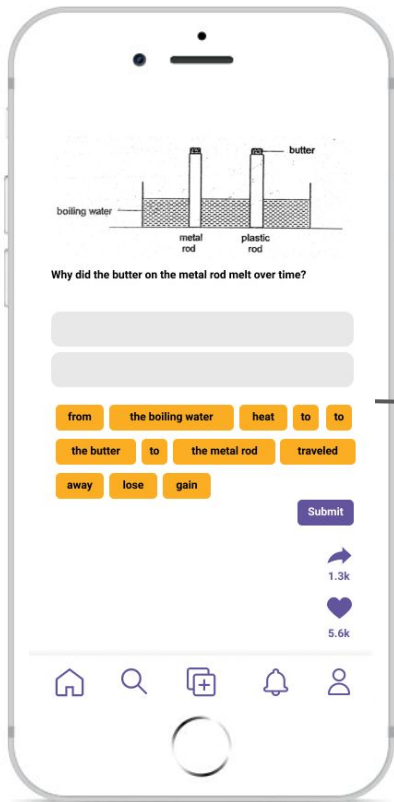 butter
boiling water
metal rod
plastic rod
Why did the butter on the metal rod melt over time?
from the boiling water heat to to
the butter to the metal rod traveled
away lose gain
Submit
1.3k
5.6k